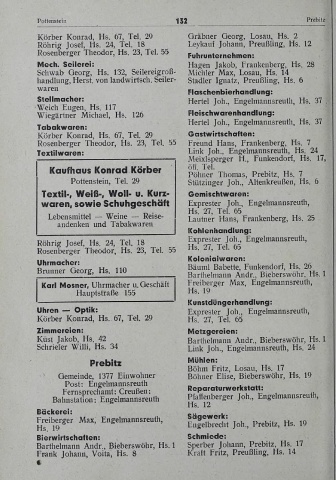 Pottenstein 132 Prebitz
Körber Konrad, Hs. 67, Tel. 29
Röhrig Josef, Hs. 24, Tel. 18
Rosenberger Theodor, Hs. 23, Tel. 55
Mech. Seilerei:
Schwab Georg, Hs. 132, Seilereigroß-
handlung, Herst. von landwirtsch. Seiler-
waren
Stellmacher:
Weich Eugen, Hs. 117
Wiegärtner Michael, Hs. 126
Tabakwaren:
Körber Konrad, Hs. 67, Tel. 29
Rosenberger Theodor, Hs. 23, Tel. 55
Textilwaren:
Kaufhaus Konrad Körber
Pottenstein, Tel. 29
Textil-, Weiß-, Woll- u. Kurz-
waren, sowie Schuhgeschäft
Lebensmittel — Weine — Reise-
andenken und Tabakwaren
Röhrig Josef, Hs. 24, Tel. 18
Rosenberger Theodor, Hs. 23, Tel. 55
Uhrmacher:
Brunner Georg, Hs. 110
Karl Mosner, Uhrmacher u. Geschäft
Hauptstraße 155
Uhren — Optik:
Körber Konrad, Hs. 67, Tel. 29
Zimmereien:
Küst Jakob, Hs. 42
Schrieler Willi, Hs. 34
Prebitz
Gemeinde, 1377 Einwohner
Post: Engelmannsreuth
Fernsprechamt: Creußen:
Bahnstation: Engelmannsreuth
Bäckerei:
Freiberger Max, Engelmannsreuth,
Hs. 19
Bierwirtschaften:
Barthelmann Andr., Bieberswöhr, Hs. 1
Frank Johann, Voita, Hs. 8
6
Gräbner Georg, Losau, Hs. 2
Leykauf Johann, Preußling, Hs. 12
Fuhrunternehmen:
Hagen Jakob, Frankenberg, Hs. 28
Michler Max, Losau, Hs. 14
Stadler Ignatz, Preußling, Hs. 6
Flaschenbierhandlung:
Hertel Joh., Engelmannsreuth, Hs. 37
Fleischwarenhandlung:
Hertel Joh., Engelmannsreuth, Hs. 37
Gastwirtschaften:
Freund Hans, Frankenberg, Hs. 7
Link Joh., Engelmannsreuth, Hs. 24
Meixlsperger H., Funkendorf, Hs. 17,
öff. Tel.
Pöhner Thomas, Prebitz, Hs. 7
Stützinger Joh., Altenkreußen, Hs. 6
Gemischtwaren:
Exprester Joh., Engelmannsreuth,
Hs. 27, Tel. 65
Lautner Hans, Frankenberg, Hs. 25
Kohlenhandlung:
Exprester Joh., Engelmannsreuth,
Hs. 27, Tel. 65
Kolonialwaren:
Bäuml Babette, Funkendorf, Hs. 26
Barthelmann Andr., Bieberswöhr, Hs. 1
Freiberger Max, Engelmannsreuth,
Hs. 19
Kunstdüngerhandlung:
Exprester Joh., Engelmannsreuth,
Hs. 27, Tel. 65
Metzgereien:
Barthelmann Andr., Bieberswöhr, Hs. 1
Link Joh., Engelmannsreuth, Hs. 24
Mühlen:
Böhm Fritz, Losau, Hs. 17
Böhner Elise, Bieberswöhr, Hs. 19
Reparaturwerkstatt:
Pfaffenberger Joh., Engelmannsreuth,
Hs. 12
Sägewerk:
Engelbrecht Joh., Prebitz, Hs. 9
Schmiede:
Sperber Johann, Prebitz, Hs. 17
Kraft Fritz, Preußling, Hs. 14